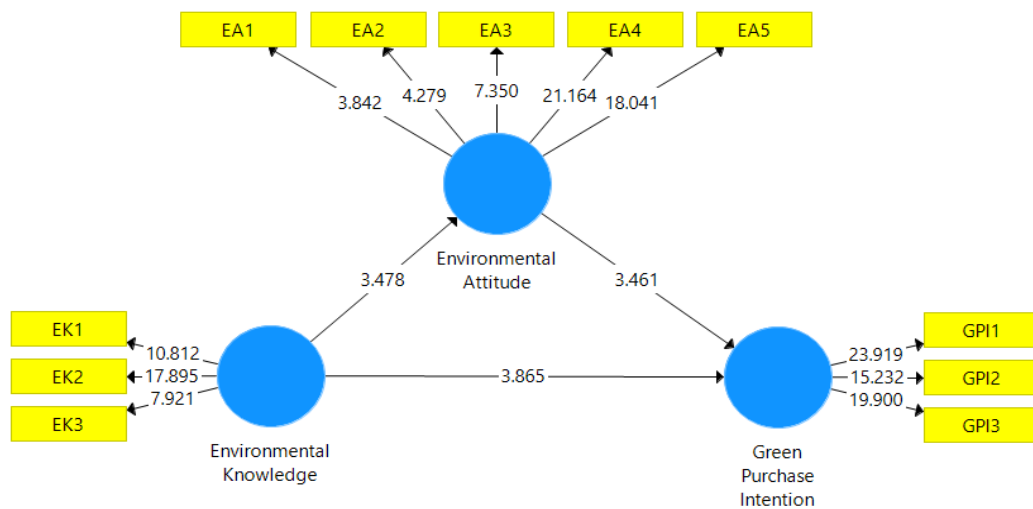 EA1 EA2 EA3 EA4 EA5
3.842 4.279 7.350 21.164 18.041
Environmental
Attitude
3.478 3.461
EK1
EK2
EK3
10.812
17.895
7.921
3.865
23.919
15.232
19.900
GPI1
GPI2
GPI3
Environmental
Knowledge
Green
Purchase
Intention